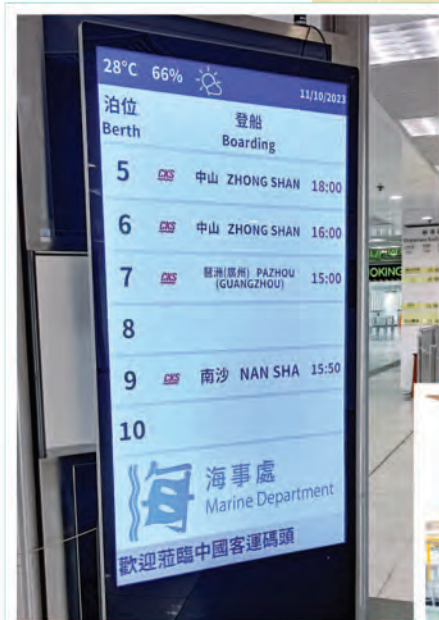 28°C 66% 11/10/2023
泊位 登船
Berth Boarding
5 CKS 中山 ZHONG SHAN 18:00
6 CKS 中山 ZHONG SHAN 16:00
7 CKS 琶洲(廣州) PAZHOU 15:00
(GUANGZHOU)
8
9 CKS 南沙 NAN SHA 15:50
10
海 海事處
Marine Department
歡迎蒞臨中國客運碼頭
OKING